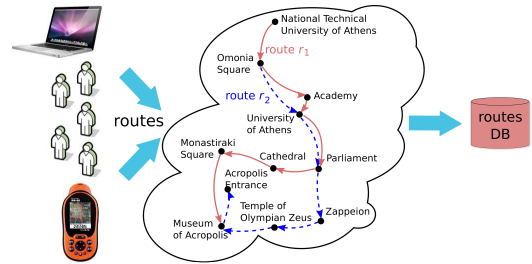 National Technical
University of Athens
route r1
Omonia
Square
route r2
Academy
University
of Athens
routes
routes
DB
Monastiraki
Square
Cathedral
Parliament
Acropolis
Entrance
Temple of
Olympian Zeus
Zappeion
Museum
of Acropolis